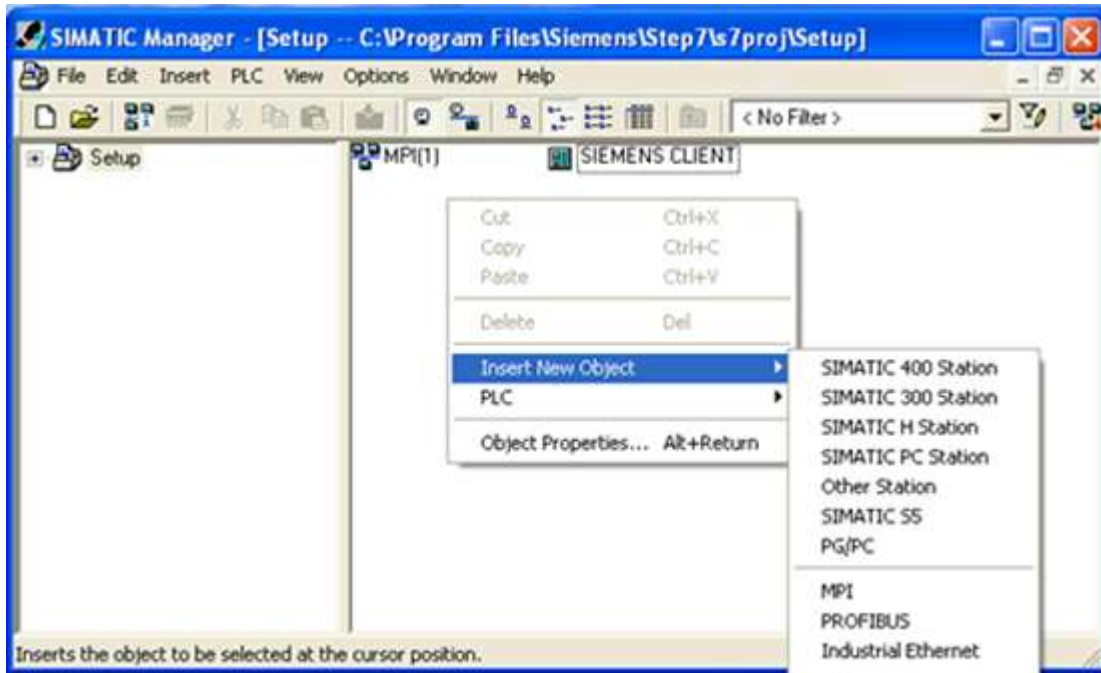 SIMATIC Manager - [Setup -- C:\Program Files\Siemens\Step7\s7proj\Setup]
File Edit Insert PLC View Options Window Help
< No Filter >
Setup
MPI(1) SIEMENS CLIENT
Cut Ctrl+X
Copy Ctrl+C
Paste Ctrl+V
Delete Del
Insert New Object
PLC
Object Properties... Alt+Return
SIMATIC 400 Station
SIMATIC 300 Station
SIMATIC H Station
SIMATIC PC Station
Other Station
SIMATIC S5
PG/PC
MPI
PROFIBUS
Industrial Ethernet
Inserts the object to be selected at the cursor position.